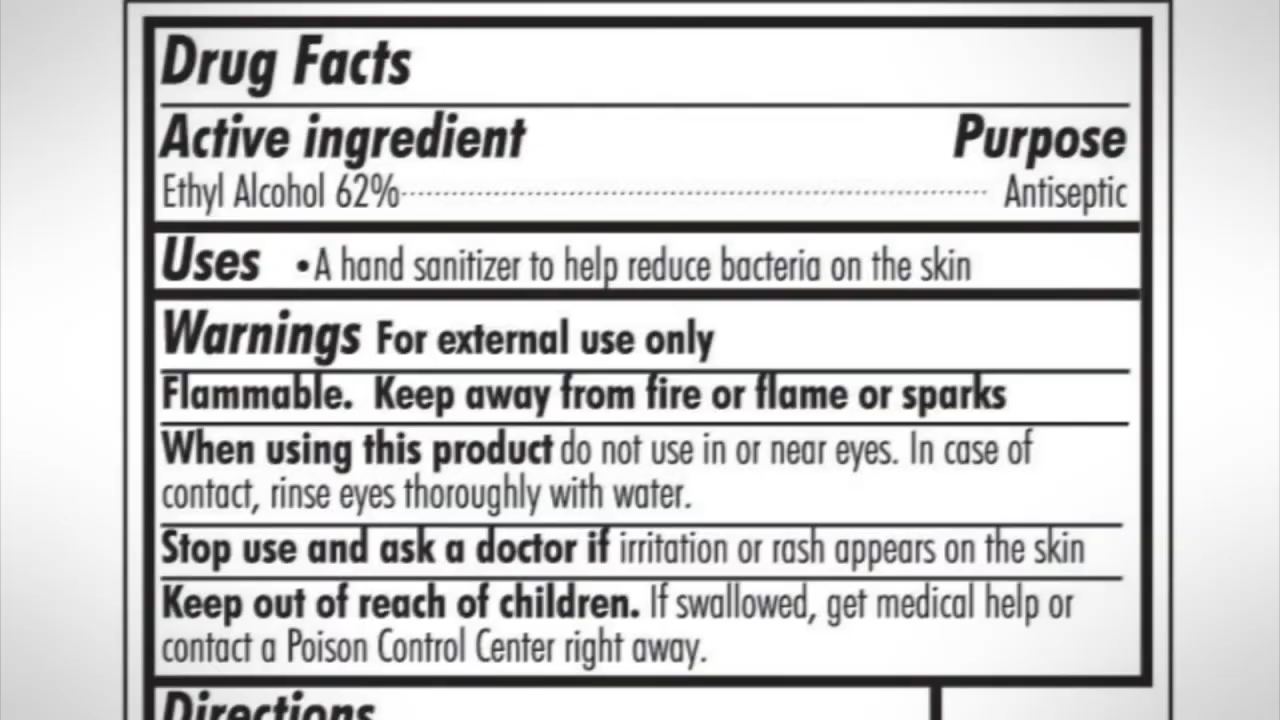 Drug Facts
Active ingredient Purpose
Ethyl Alcohol 62% Antiseptic
Uses • A hand sanitizer to help reduce bacteria on the skin
Warnings For external use only
Flammable. Keep away from fire or flame or sparks
When using this product do not use in or near eyes. In case of
contact, rinse eyes thoroughly with water.
Stop use and ask a doctor if irritation or rash appears on the skin
Keep out of reach of children. If swallowed, get medical help or
contact a Poison Control Center right away.
Directions